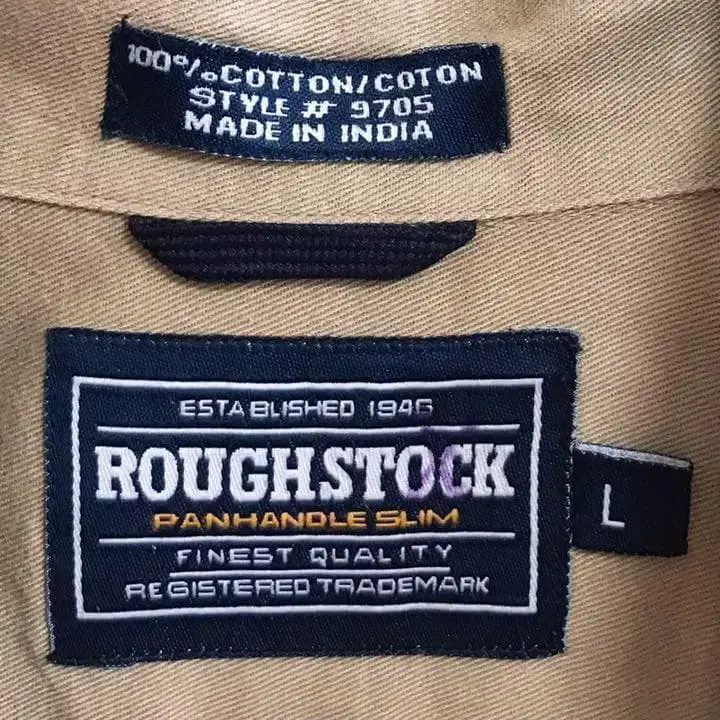 100% COTTON/COTON
STYLE # 9705
MADE IN INDIA
ESTABLISHED 1946
ROUGHSTOCK
PANHANDLE SLIM
FINEST QUALITY
REGISTERED TRADEMARK
L